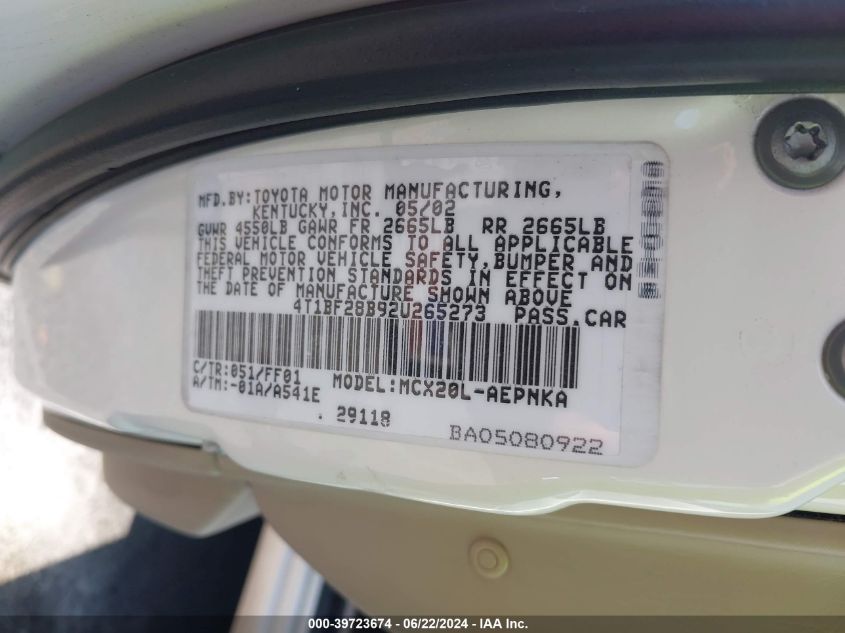 MFD.BY:TOYOTA MOTOR MANUFACTURING,
KENTUCKY,INC. 05/02
GVWR 4550LB GAWR FR 2665LB RR 2665LB
THIS VEHICLE CONFORMS TO ALL APPLICABLE
FEDERAL MOTOR VEHICLE SAFETY,BUMPER AND
THEFT PREVENTION STANDARDS IN EFFECT ON
THE DATE OF MANUFACTURE SHOWN ABOVE
4T1BF28B92U265273 PASS.CAR
C/TR:051/FF01
A/TM:-01A/A541E
MODEL:MCX20L-AEPNKA
. 29118
BA05080922
000-39723674 - 06/22/2024 - IAA Inc.